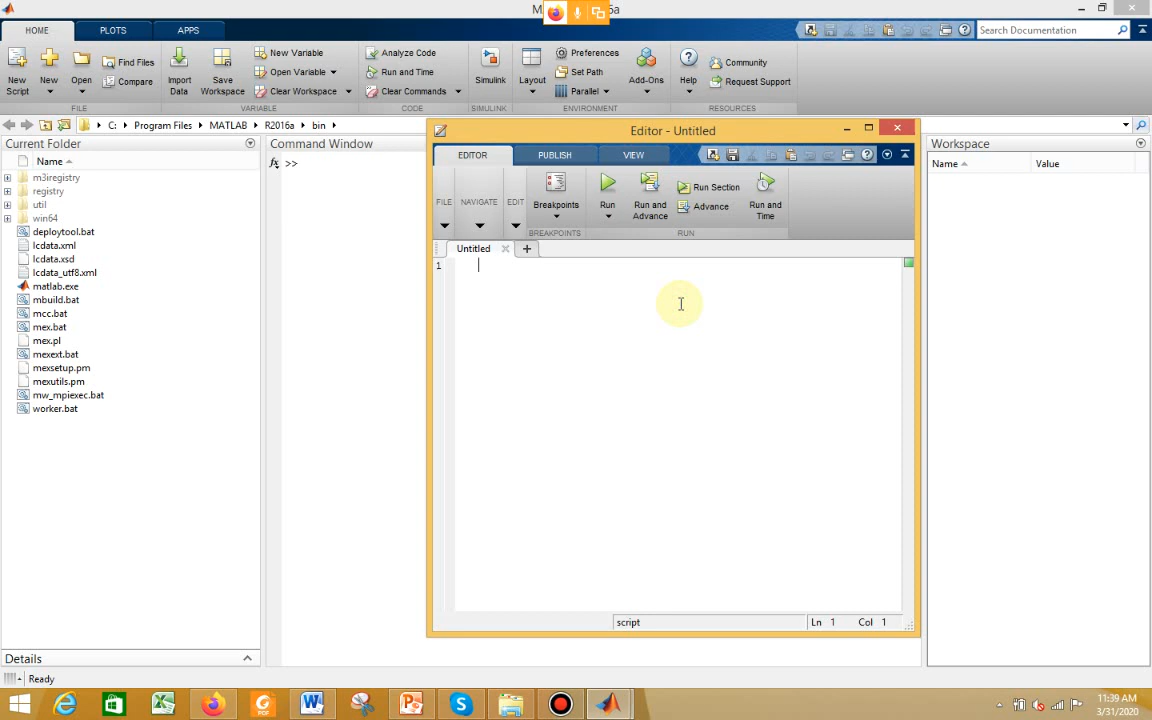 M
6a
HOME
PLOTS
APPS
Search Documentation
New Script
New
Open
Find Files
Compare
FILE
Import Data
Save Workspace
New Variable
Open Variable
Clear Workspace
VARIABLE
Analyze Code
Run and Time
Clear Commands
CODE
Simulink
SIMULINK
Layout
Preferences
Set Path
Parallel
Add-Ons
ENVIRONMENT
Help
Community
Request Support
RESOURCES
C:
Program Files
MATLAB
R2016a
bin
Current Folder
Name
m3iregistry
registry
util
win64
deploytool.bat
lcdata.xml
lcdata.xsd
lcdata_utf8.xml
matlab.exe
mbuild.bat
mcc.bat
mex.bat
mex.pl
mexext.bat
mexsetup.pm
mexutils.pm
mw_mpiexec.bat
worker.bat
Details
Command Window
fx >>
Editor - Untitled
EDITOR
PUBLISH
VIEW
FILE
NAVIGATE
EDIT
Breakpoints
BREAKPOINTS
Run
Run and Advance
Run Section
Advance
Run and Time
RUN
Untitled
1
script
Ln 1 Col 1
Workspace
Name
Value
Ready
11:39 AM
3/31/2020